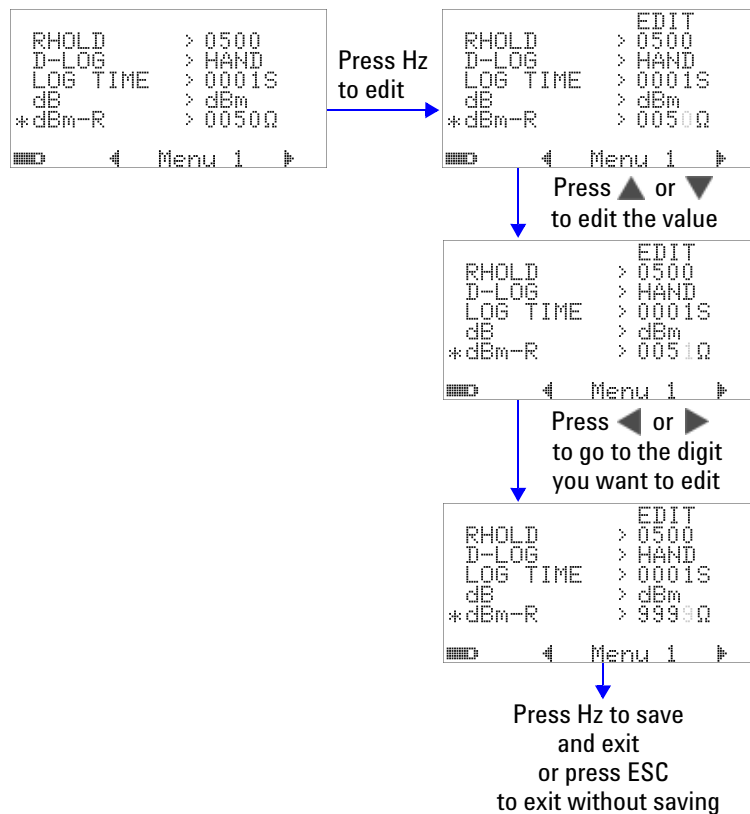 RHOLD > 0500
D-LOG > HAND
LOG TIME > 0001S
dB > dBm
*dBm-R > 0050Ω
Menu 1
Press Hz
to edit
EDIT
RHOLD > 0500
D-LOG > HAND
LOG TIME > 0001S
dB > dBm
*dBm-R > 0050Ω
Menu 1
Press ▲ or ▼
to edit the value
EDIT
RHOLD > 0500
D-LOG > HAND
LOG TIME > 0001S
dB > dBm
*dBm-R > 0051Ω
Menu 1
Press ◀ or ▶
to go to the digit
you want to edit
EDIT
RHOLD > 0500
D-LOG > HAND
LOG TIME > 0001S
dB > dBm
*dBm-R > 9999Ω
Menu 1
Press Hz to save
and exit
or press ESC
to exit without saving